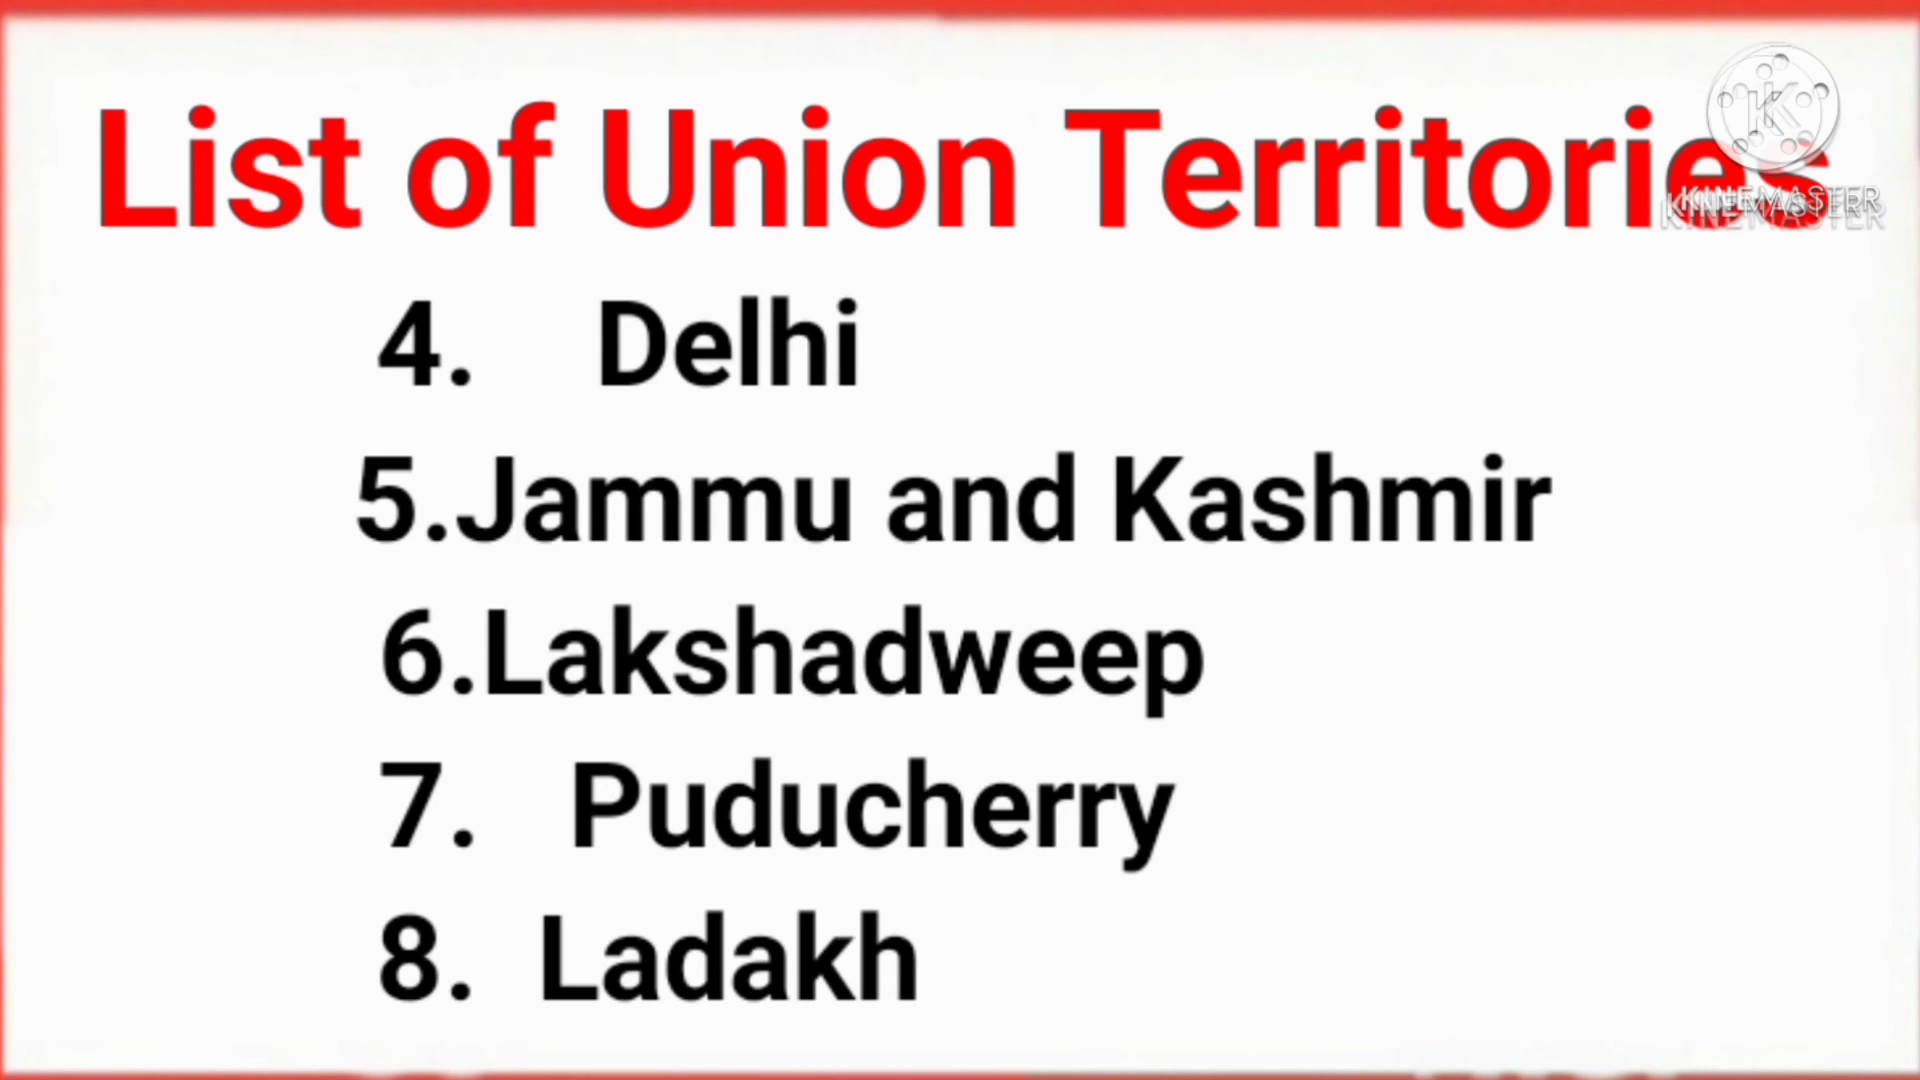 List of Union Territories
KINEMASTER
4. Delhi
5.Jammu and Kashmir
6.Lakshadweep
7. Puducherry
8. Ladakh